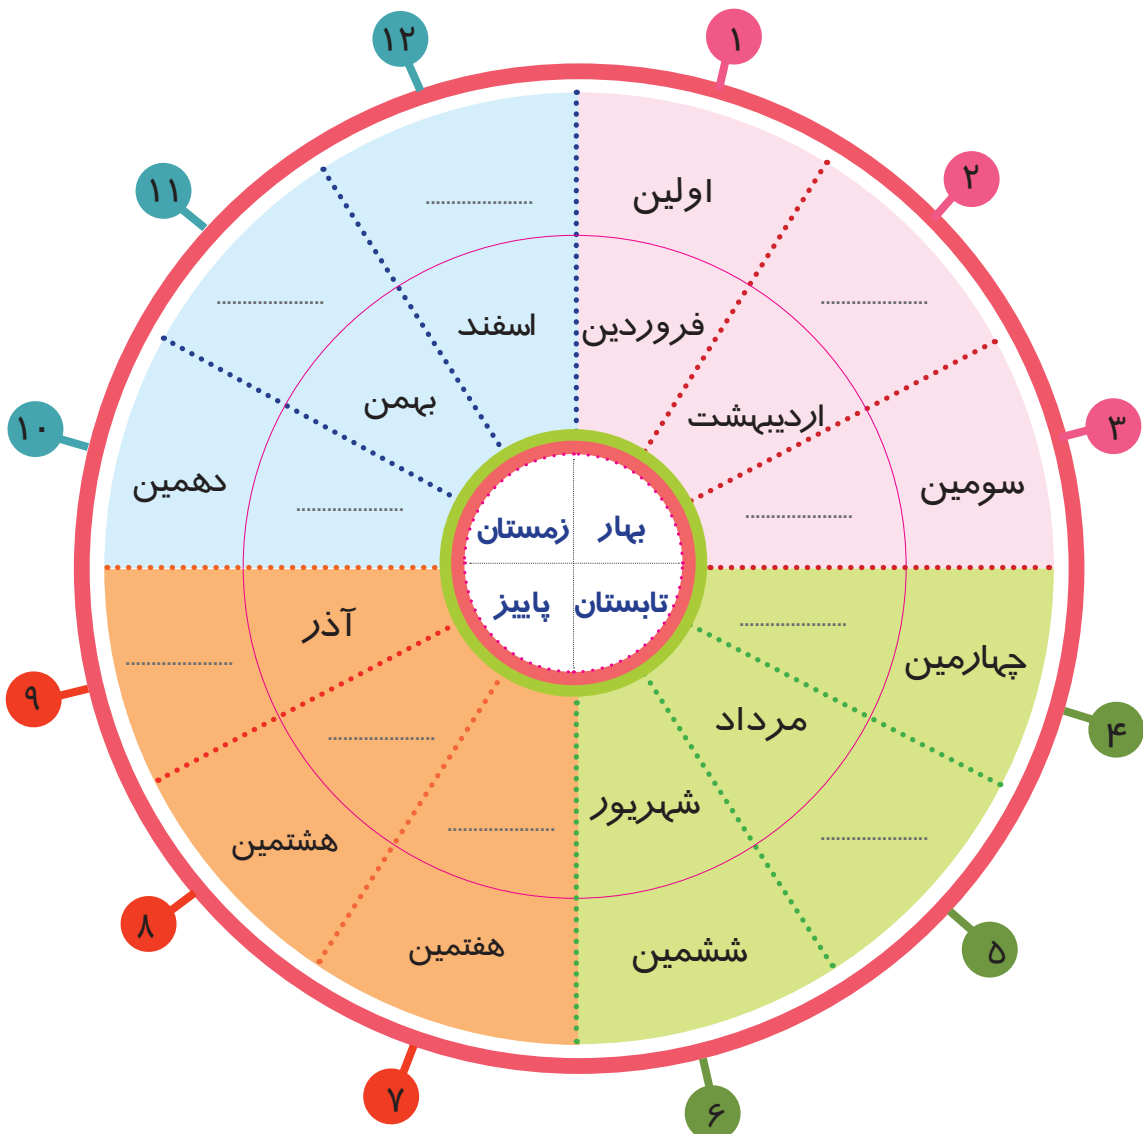 ۱
۲
۳
۴
۵
۶
۷
۸
۹
۱۰
۱۱
۱۲
اولین
....................
سومین
چهارمین
....................
ششمین
هفتمین
هشتمین
....................
دهمین
....................
....................
فروردین
اردیبهشت
....................
....................
مرداد
شهریور
....................
....................
آذر
....................
بهمن
اسفند
بهار
تابستان
پاییز
زمستان